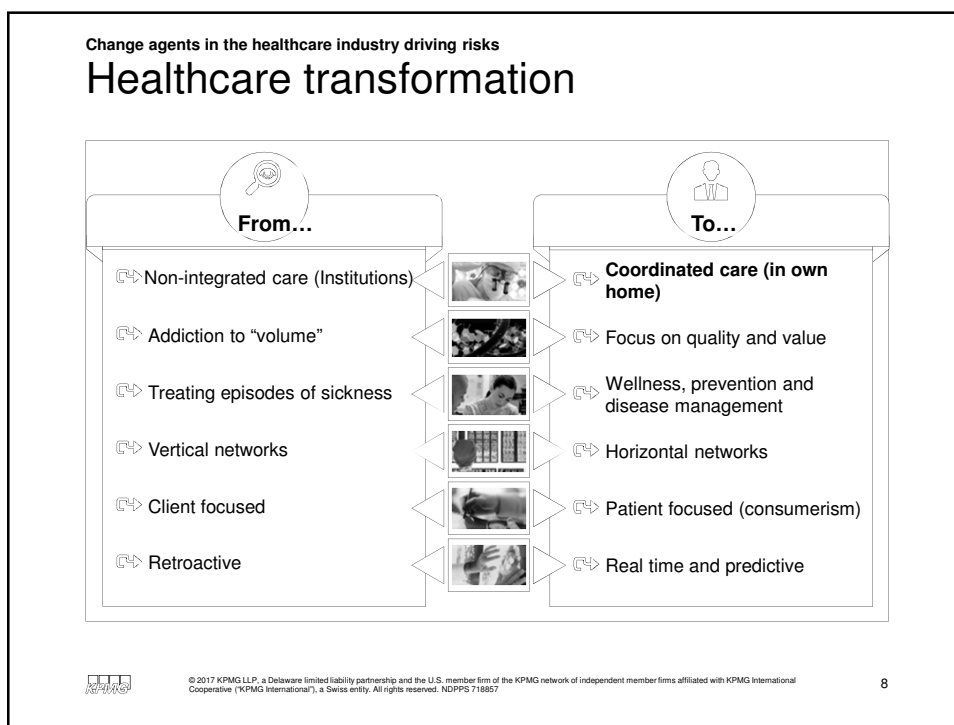 Change agents in the healthcare industry driving risks
Healthcare transformation
From…
To…
Non-integrated care (Institutions)
Coordinated care (in own
home)
Addiction to “volume”
Focus on quality and value
Treating episodes of sickness
Wellness, prevention and
disease management
Vertical networks
Horizontal networks
Client focused
Patient focused (consumerism)
Retroactive
Real time and predictive
KPMG
© 2017 KPMG LLP, a Delaware limited liability partnership and the U.S. member firm of the KPMG network of independent member firms affiliated with KPMG International
Cooperative (“KPMG International”), a Swiss entity. All rights reserved. NDPPS 718857
8